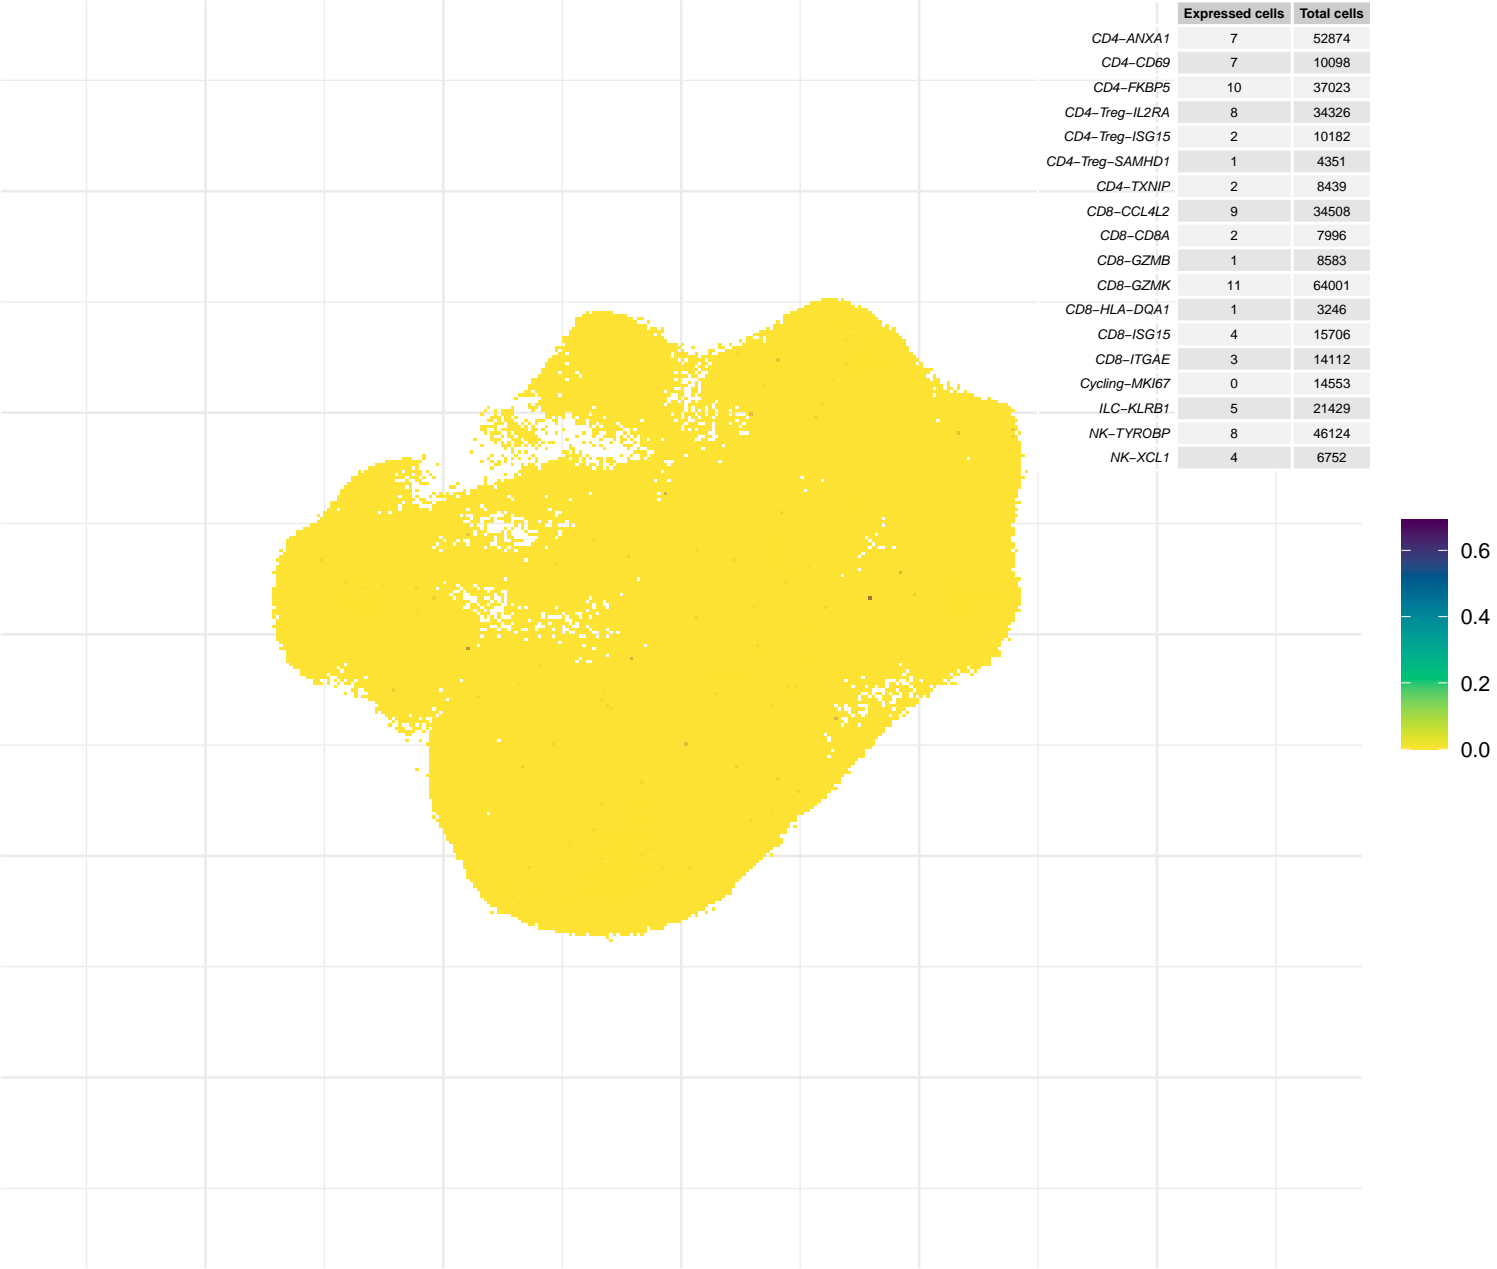 Expressed cells Total cells
CD4−ANXA1 7 52874
CD4−CD69 7 10098
CD4−FKBP5 10 37023
CD4−Treg−IL2RA 8 34326
CD4−Treg−ISG15 2 10182
CD4−Treg−SAMHD1 1 4351
CD4−TXNIP 2 8439
CD8−CCL4L2 9 34508
CD8−CD8A 2 7996
CD8−GZMB 1 8583
CD8−GZMK 11 64001
CD8−HLA−DQA1 1 3246
CD8−ISG15 4 15706
CD8−ITGAE 3 14112
Cycling−MKI67 0 14553
ILC−KLRB1 5 21429
NK−TYROBP 8 46124
NK−XCL1 4 6752
0.6
0.4
0.2
0.0